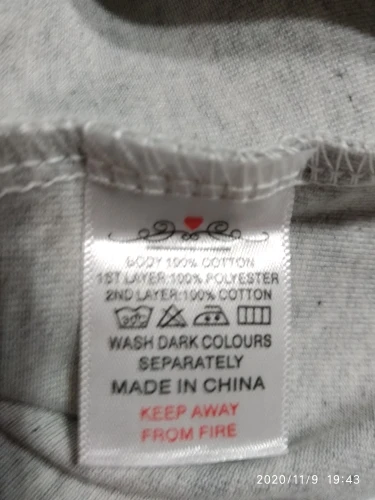 BODY 100% COTTON
1ST LAYER:100% POLYESTER
2ND LAYER:100% COTTON
WASH DARK COLOURS
SEPARATELY
MADE IN CHINA
KEEP AWAY
FROM FIRE
2020/11/9 19:43